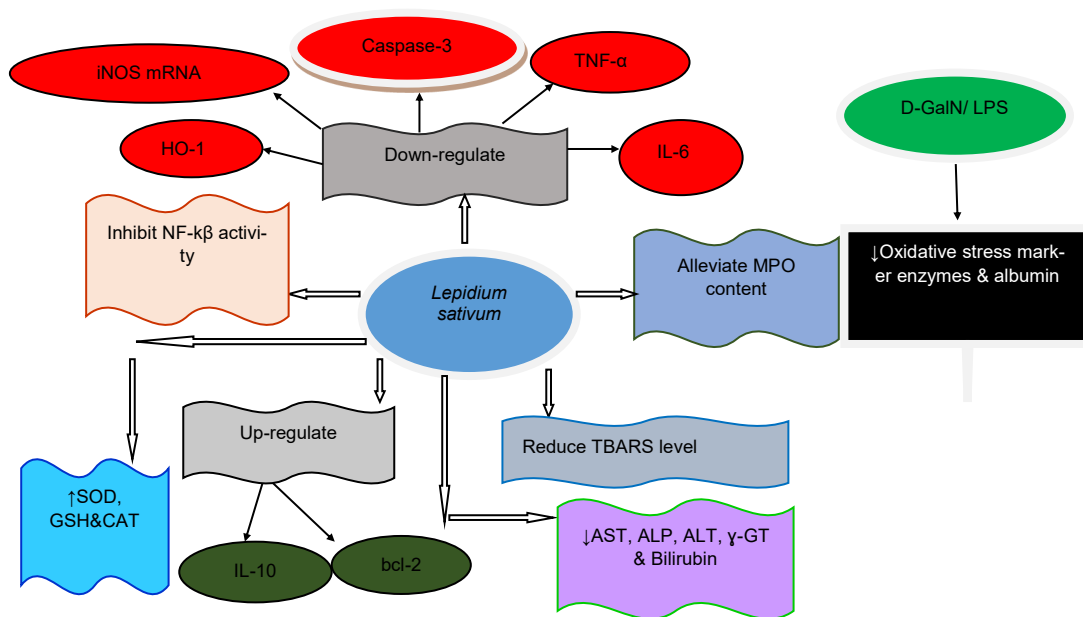 Caspase-3
iNOS mRNA
TNF-α
D-GalN/ LPS
HO-1
Down-regulate
IL-6
Inhibit NF-kβ activi-
ty
Alleviate MPO
content
↓Oxidative stress mark-
er enzymes & albumin
Lepidium
sativum
Up-regulate
Reduce TBARS level
↑SOD,
GSH&CAT
↓AST, ALP, ALT, ɣ-GT
& Bilirubin
IL-10
bcl-2